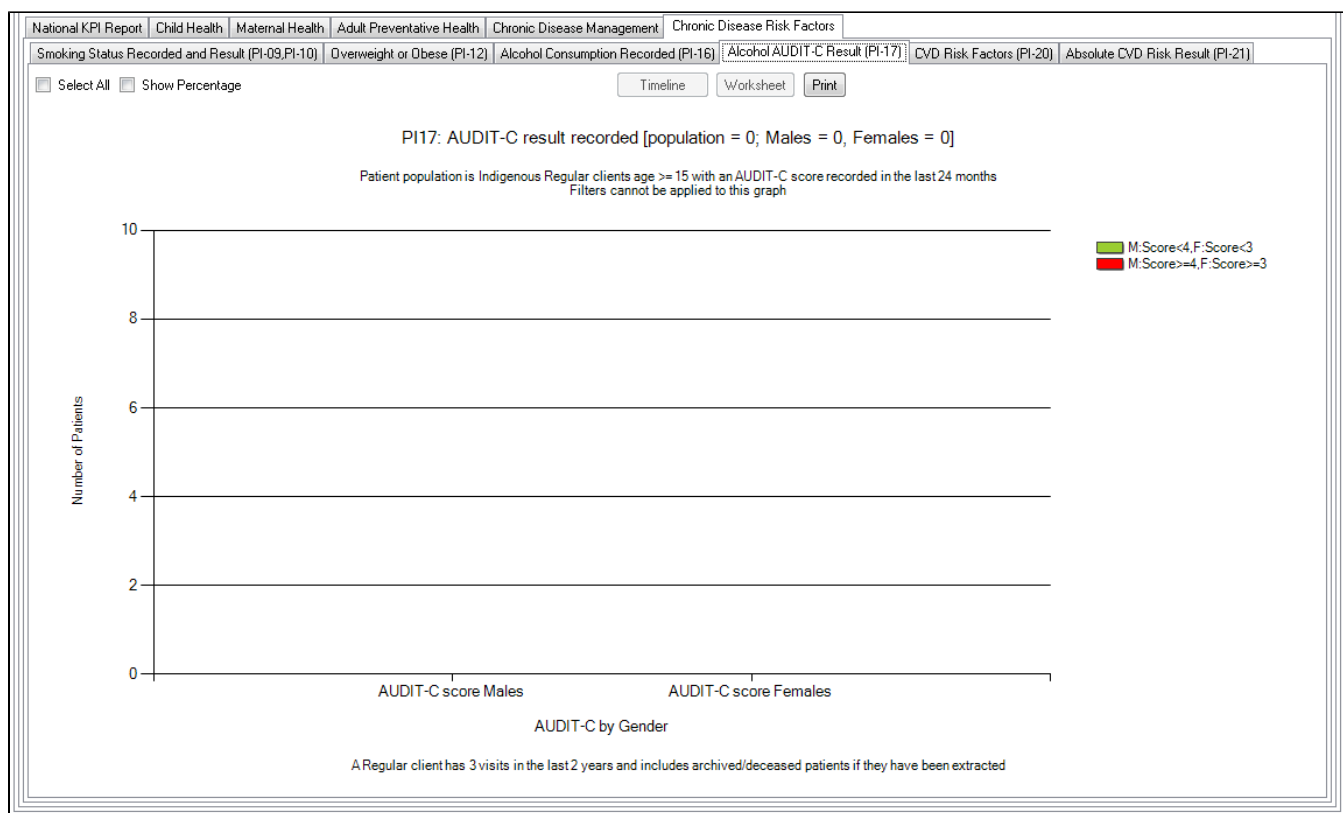 National KPI Report Child Health Maternal Health Adult Preventative Health Chronic Disease Management Chronic Disease Risk Factors
Smoking Status Recorded and Result (PI-09,PI-10) Overweight or Obese (PI-12) Alcohol Consumption Recorded (PI-16) Alcohol AUDIT-C Result (PI-17) CVD Risk Factors (PI-20) Absolute CVD Risk Result (PI-21)
Select All Show Percentage Timeline Worksheet Print
PI17: AUDIT-C result recorded [population = 0; Males = 0, Females = 0]
Patient population is Indigenous Regular clients age >= 15 with an AUDIT-C score recorded in the last 24 months
Filters cannot be applied to this graph
M:Score<4,F:Score<3
M:Score>=4,F:Score>=3
Number of Patients
10
8
6
4
2
0
AUDIT-C score Males AUDIT-C score Females
AUDIT-C by Gender
A Regular client has 3 visits in the last 2 years and includes archived/deceased patients if they have been extracted